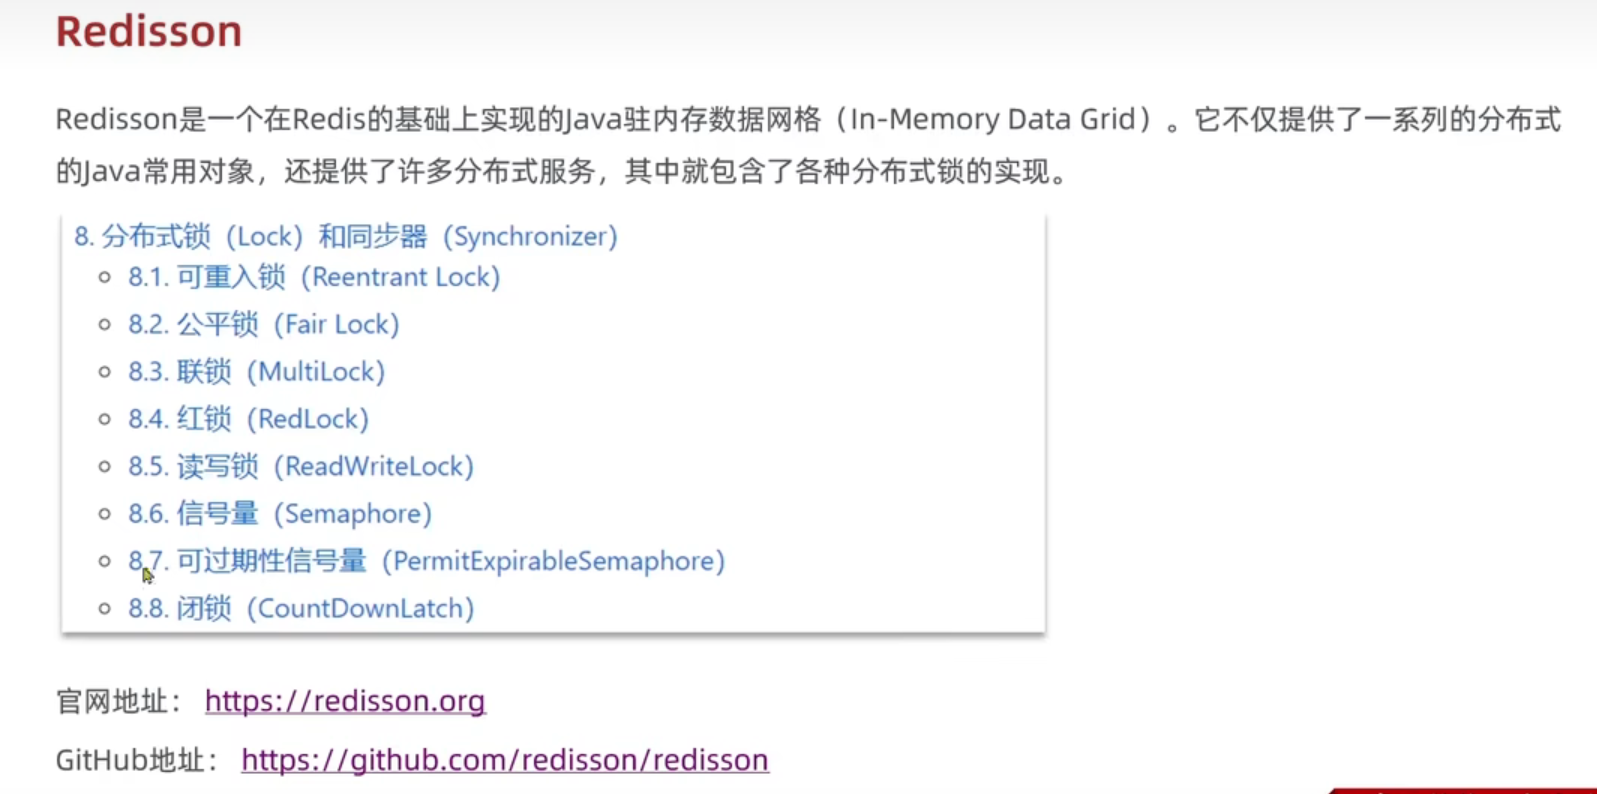 Redisson
Redisson是一个在Redis的基础上实现的Java驻内存数据网格（In-Memory Data Grid）。它不仅提供了一系列的分布式
的Java常用对象，还提供了许多分布式服务，其中就包含了各种分布式锁的实现。
8. 分布式锁（Lock）和同步器（Synchronizer）
8.1. 可重入锁（Reentrant Lock）
8.2. 公平锁（Fair Lock）
8.3. 联锁（MultiLock）
8.4. 红锁（RedLock）
8.5. 读写锁（ReadWriteLock）
8.6. 信号量（Semaphore）
8.7. 可过期性信号量（PermitExpirableSemaphore）
8.8. 闭锁（CountDownLatch）
官网地址： https://redisson.org
GitHub地址： https://github.com/redisson/redisson